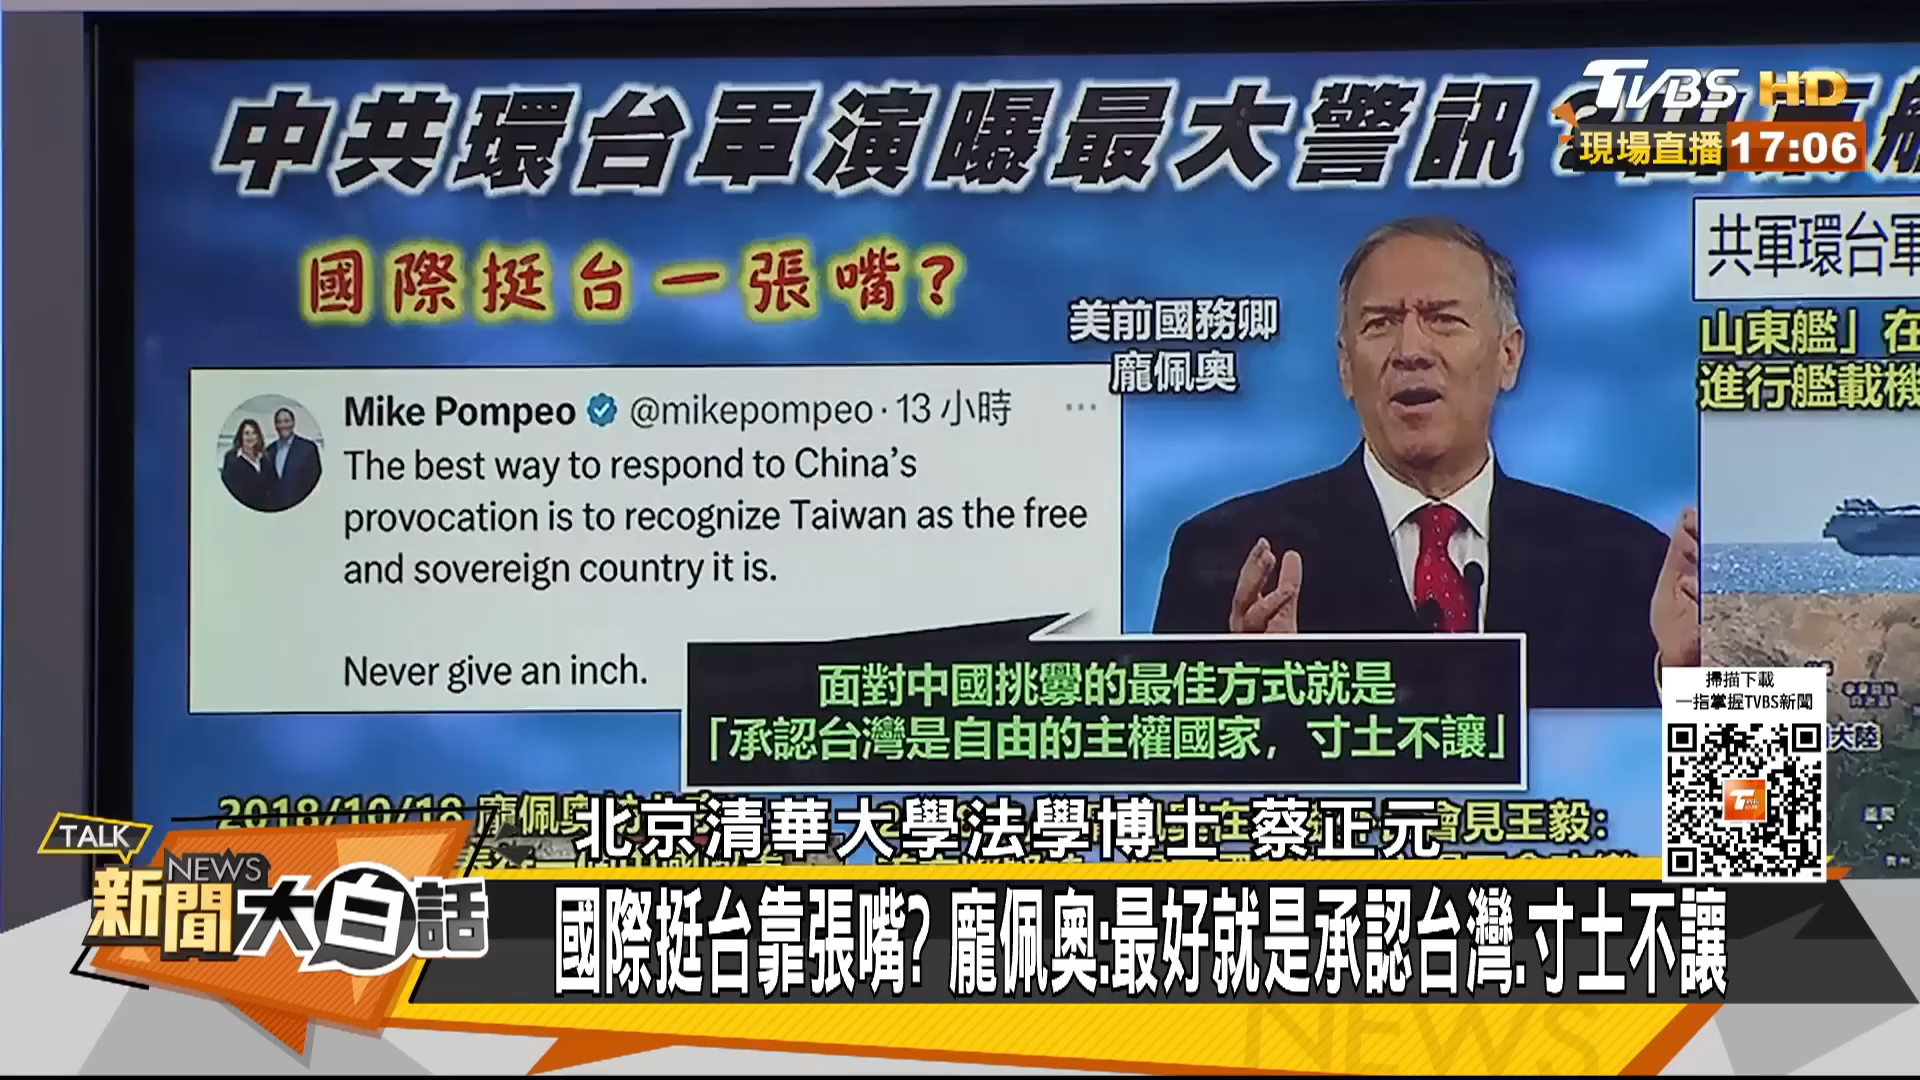 中共環台軍演曝最大警訊
TVBS HD
現場直播 17:06
國際挺台一張嘴?
美前國務卿
龐佩奧
共軍環台軍
山東艦」在
進行艦載機
Mike Pompeo @mikepompeo · 13 小時
The best way to respond to China's
provocation is to recognize Taiwan as the free
and sovereign country it is.
Never give an inch.
面對中國挑釁的最佳方式就是
「承認台灣是自由的主權國家，寸土不讓」
掃描下載
一指掌握TVBS新聞
大陸
2018/10/18 龐佩奧
會見王毅:
北京清華大學法學博士 蔡正元
TALK
NEWS
新聞大白話
國際挺台靠張嘴? 龐佩奧:最好就是承認台灣.寸土不讓
NEWS